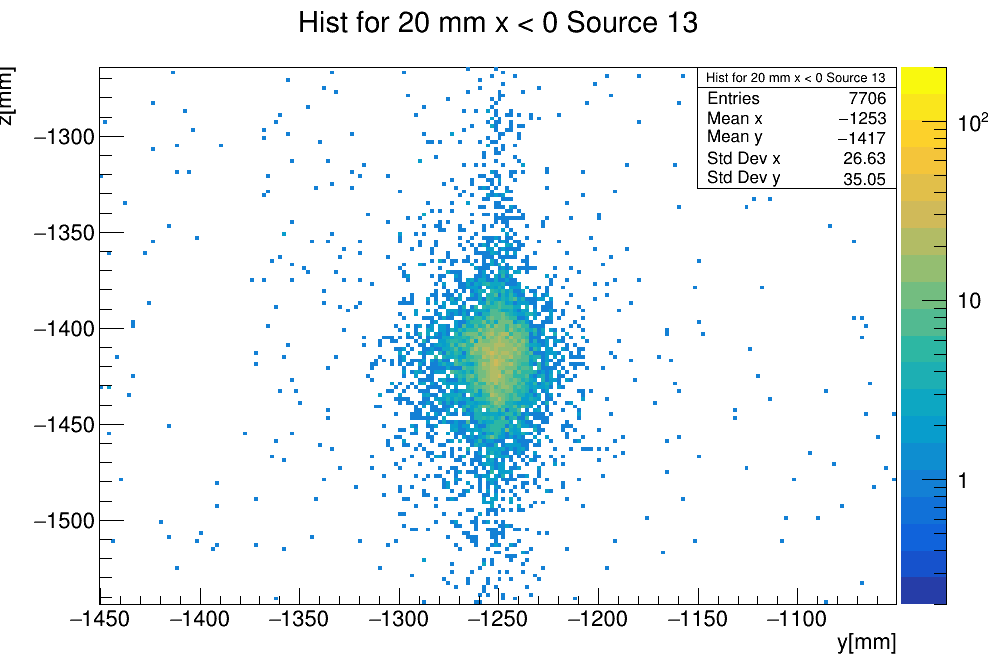 Hist for 20 mm x < 0 Source 13
z[mm]
Hist for 20 mm x < 0 Source 13
Entries 7706
Mean x −1253
Mean y −1417
Std Dev x 26.63
Std Dev y 35.05
−1300
−1350
−1400
−1450
−1500
10²
10
1
−1450 −1400 −1350 −1300 −1250 −1200 −1150 −1100
y[mm]